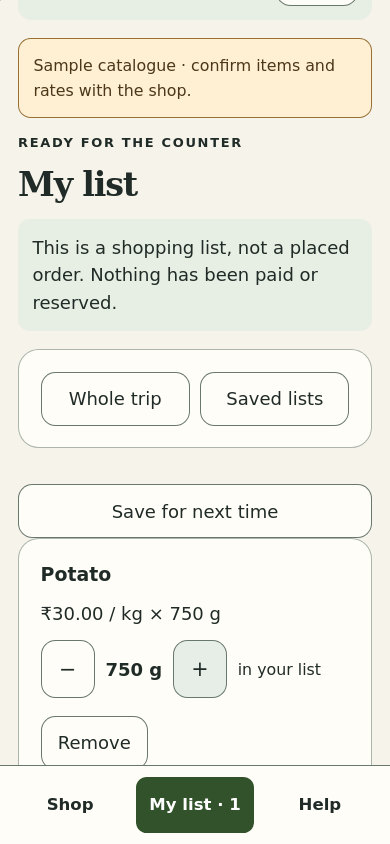 Sample catalogue · confirm items and
rates with the shop.
READY FOR THE COUNTER
My list
This is a shopping list, not a placed
order. Nothing has been paid or
reserved.
Whole trip
Saved lists
Save for next time
Potato
₹30.00 / kg × 750 g
− 750 g + in your list
Remove
Shop
My list · 1
Help